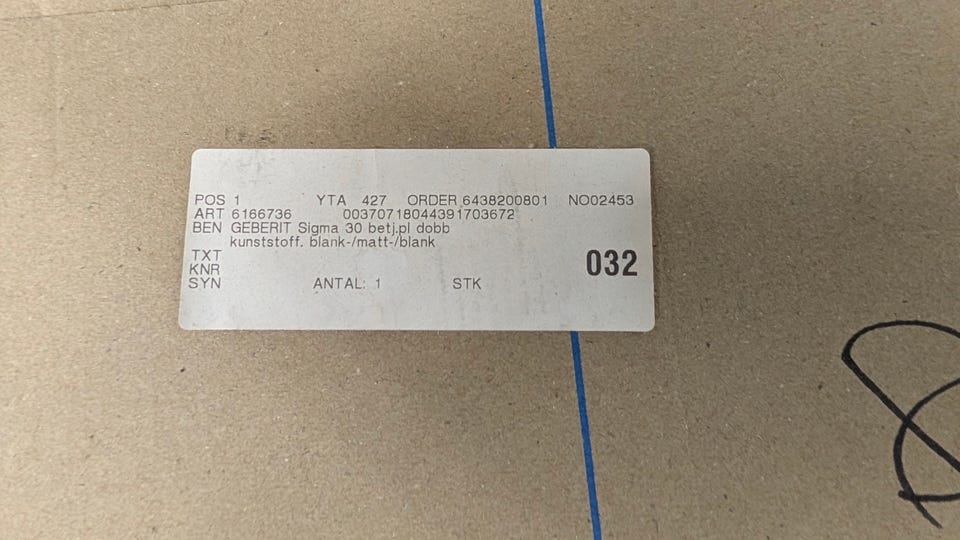 POS 1 YTA 427 ORDER 6438200801 NO02453
ART 6166736 00370718044391703672
BEN GEBERIT Sigma 30 betj.pl dobb
kunststoff. blank-/matt-/blank
TXT
KNR
032
SYN ANTAL: 1 STK